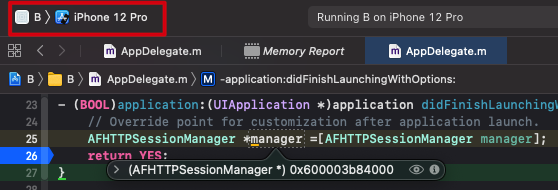 B 〉 iPhone 12 Pro
Running B on iPhone 12 Pro
AppDelegate.m
Memory Report
AppDelegate.m
B 〉 B 〉 m AppDelegate.m 〉 M -application:didFinishLaunchingWithOptions:
23 - (BOOL)application:(UIApplication *)application didFinishLaunchingW
24 // Override point for customization after application launch.
25 AFHTTPSessionManager *manager =[AFHTTPSessionManager manager];
26 return YES;
(AFHTTPSessionManager *) 0x600003b84000
27 }